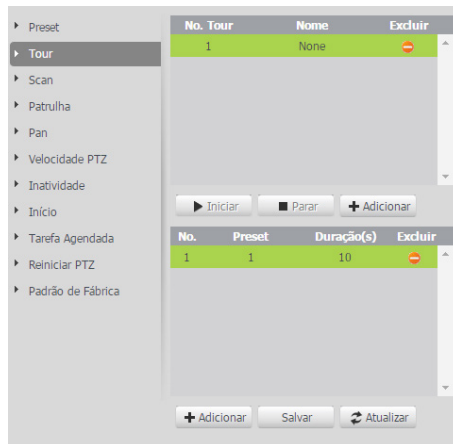 Preset
Tour
Scan
Patrulha
Pan
Velocidade PTZ
Inatividade
Início
Tarefa Agendada
Reiniciar PTZ
Padrão de Fábrica
No. Tour Nome Excluir
1 None
Iniciar Parar Adicionar
No. Preset Duração(s) Excluir
1 1 10
Adicionar Salvar Atualizar